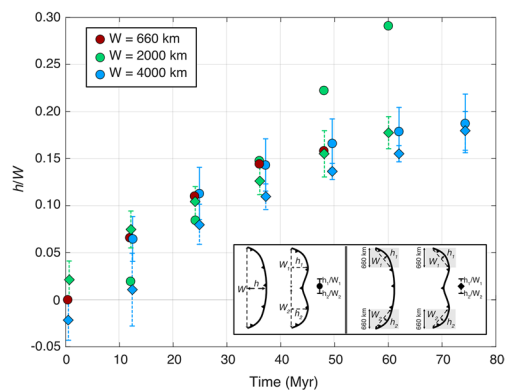 0.30
0.25
0.20
0.15
0.10
0.05
0
-0.05
h/W
W = 660 km
W = 2000 km
W = 4000 km
0
10
20
30
40
50
60
70
80
Time (Myr)
W
h
W₁
h₁
W₂
h₂
h₁/W₁
h₂/W₂
660 km
W₁
h₁
660 km
W₂
h₂
660 km
W₁
h₁
660 km
W₂
h₂
h₁/W₁
h₂/W₂